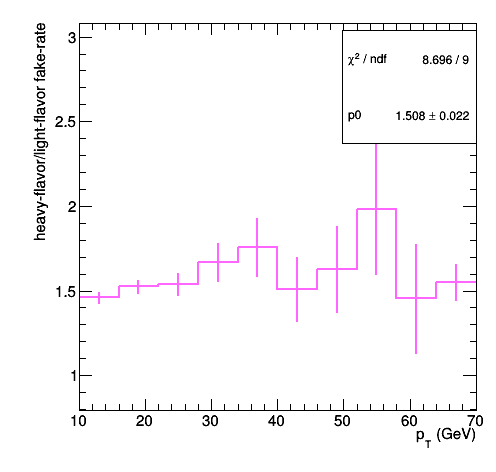 heavy-flavor/light-flavor fake-rate
χ² / ndf 8.696 / 9
p0 1.508 ± 0.022
3
2.5
2
1.5
1
10 20 30 40 50 60 70
p_T (GeV)